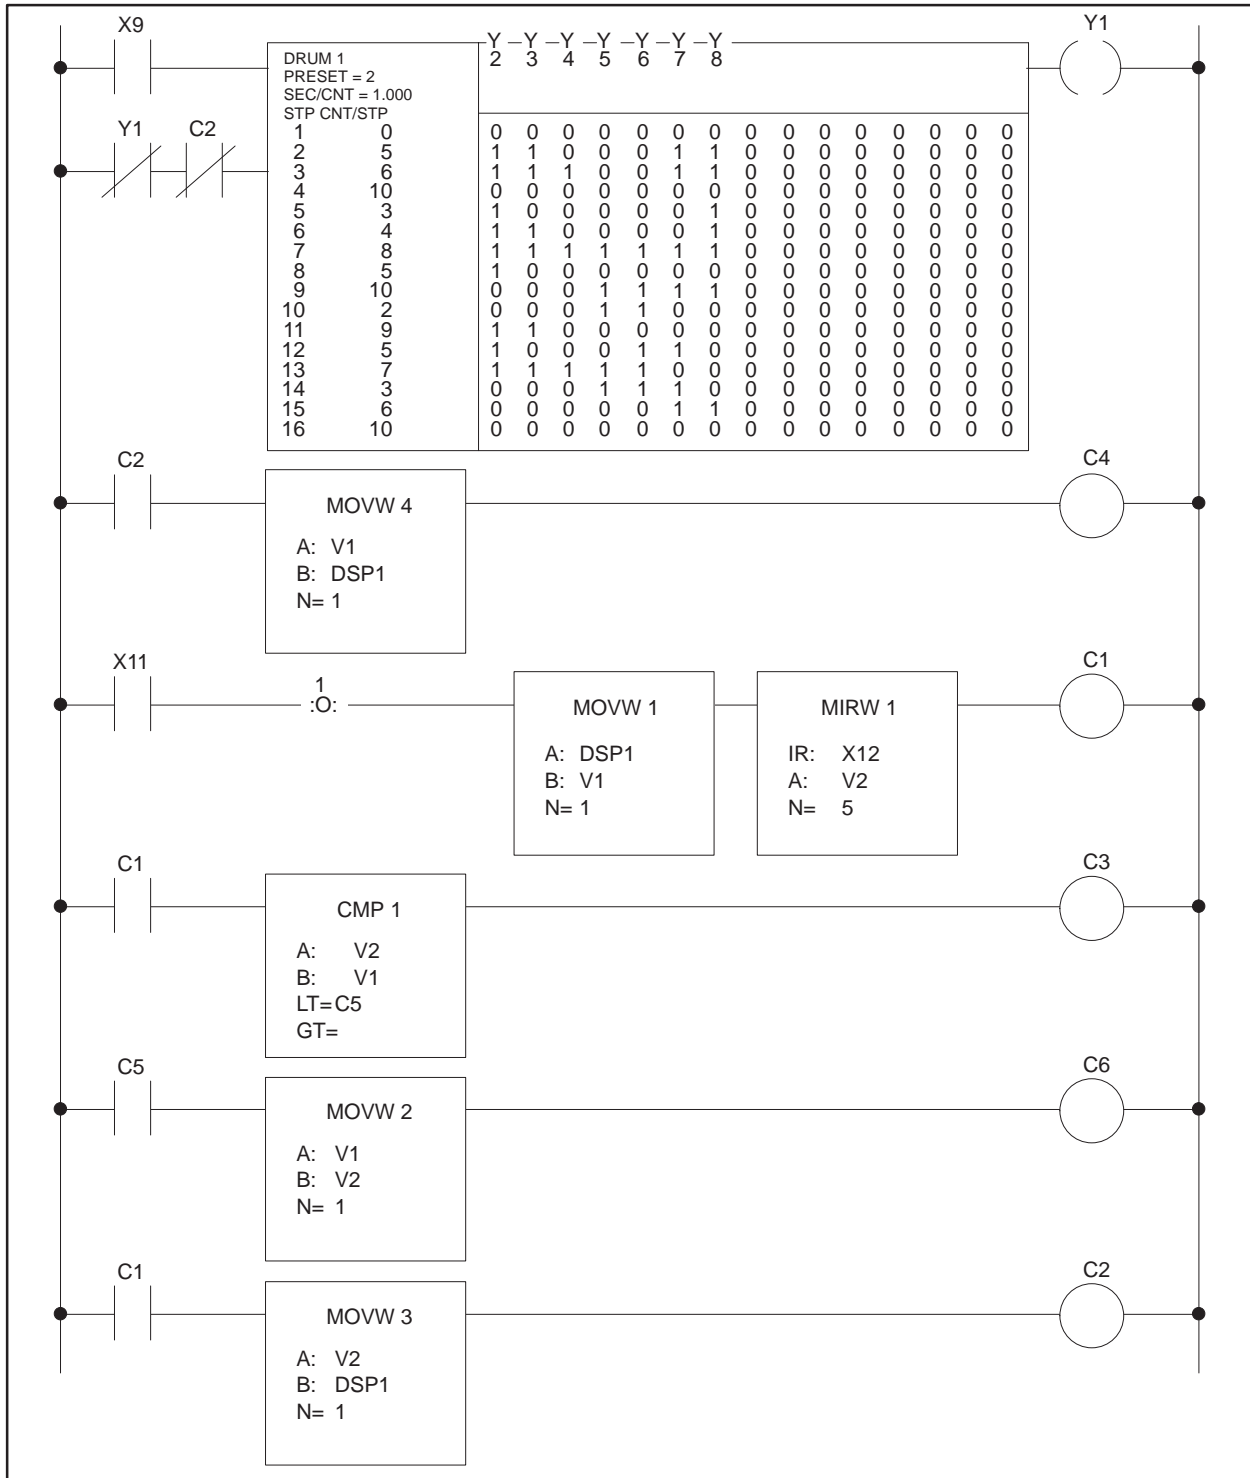 X9
Y1
DRUM 1
PRESET = 2
SEC/CNT = 1.000
STP CNT/STP
Y Y Y Y Y Y Y
2 3 4 5 6 7 8
Y1 C2
1 0 0 0 0 0 0 0 0 0 0 0 0 0 0 0 0
2 5 1 1 0 0 0 1 1 0 0 0 0 0 0 0 0
3 6 1 1 1 0 0 1 1 0 0 0 0 0 0 0 0
4 10 0 0 0 0 0 0 0 0 0 0 0 0 0 0 0
5 3 1 0 0 0 0 0 1 0 0 0 0 0 0 0 0
6 4 1 1 0 0 0 0 1 0 0 0 0 0 0 0 0
7 8 1 1 1 1 1 1 1 0 0 0 0 0 0 0 0
8 5 1 0 0 0 0 0 0 0 0 0 0 0 0 0 0
9 10 0 0 0 1 1 1 1 0 0 0 0 0 0 0 0
10 2 0 0 0 1 1 0 0 0 0 0 0 0 0 0 0
11 9 1 1 0 0 0 0 0 0 0 0 0 0 0 0 0
12 5 1 0 0 0 1 1 0 0 0 0 0 0 0 0 0
13 7 1 1 1 1 1 0 0 0 0 0 0 0 0 0 0
14 3 0 0 0 1 1 1 0 0 0 0 0 0 0 0 0
15 6 0 0 0 0 0 1 1 0 0 0 0 0 0 0 0
16 10 0 0 0 0 0 0 0 0 0 0 0 0 0 0 0
C2
C4
MOVW 4
A: V1
B: DSP1
N= 1
X11
1
:O:
C1
MOVW 1
A: DSP1
B: V1
N= 1
MIRW 1
IR: X12
A: V2
N= 5
C1
C3
CMP 1
A: V2
B: V1
LT=C5
GT=
C5
C6
MOVW 2
A: V1
B: V2
N= 1
C1
C2
MOVW 3
A: V2
B: DSP1
N= 1